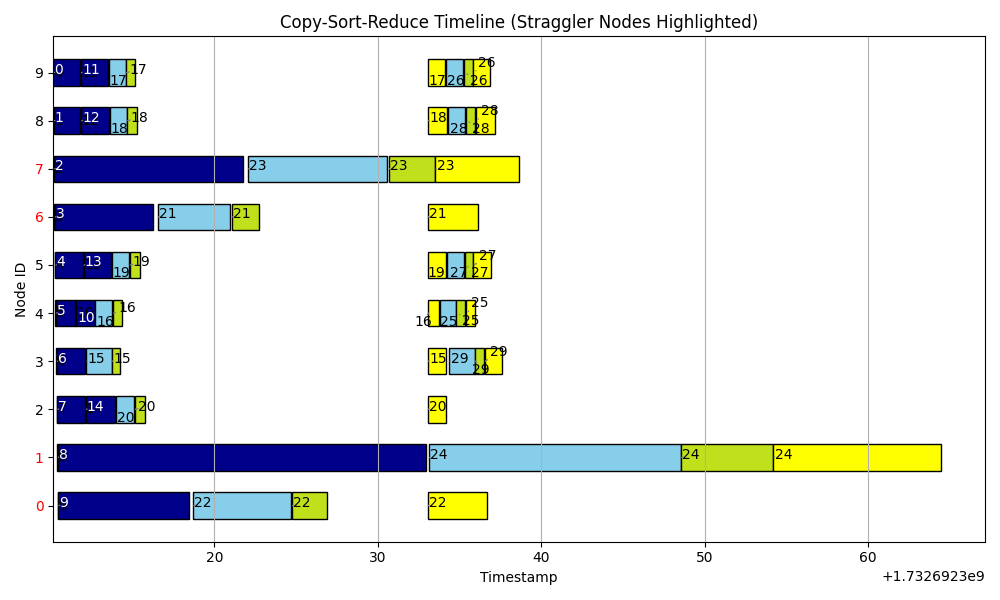 Copy-Sort-Reduce Timeline (Straggler Nodes Highlighted)
Node ID
9 0 11 17 17 17 26 26 26
8 1 12 18 18 18 28 28 28
7 2 23 23 23
6 3 21 21 21
5 4 13 19 19 19 27 27 27
4 5 10 16 16 16 25 25 25
3 6 15 15 15 29 29 29
2 7 14 20 20 20
1 8 24 24 24
0 9 22 22 22
20 30 40 50 60
Timestamp
+1.7326923e9